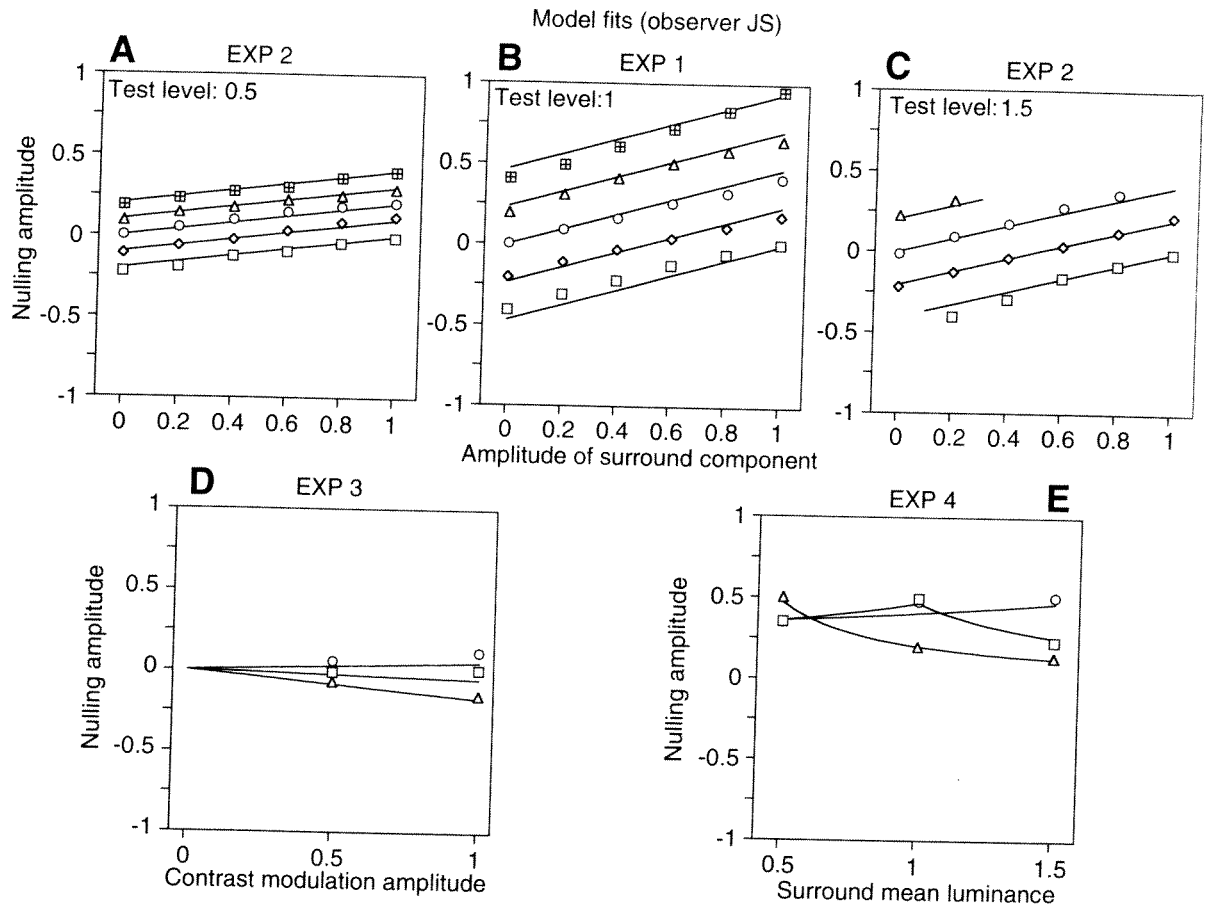 Model fits (observer JS)
A
EXP 2
Test level: 0.5
1
0.5
0
-0.5
-1
Nulling amplitude
0 0.2 0.4 0.6 0.8 1
B
EXP 1
Test level:1
1
0.5
0
-0.5
-1
0 0.2 0.4 0.6 0.8 1
Amplitude of surround component
C
EXP 2
Test level: 1.5
1
0.5
0
-0.5
-1
0 0.2 0.4 0.6 0.8 1
D
EXP 3
1
0.5
0
-0.5
-1
Nulling amplitude
0 0.5 1
Contrast modulation amplitude
EXP 4
E
1
0.5
0
-0.5
-1
Nulling amplitude
0.5 1 1.5
Surround mean luminance